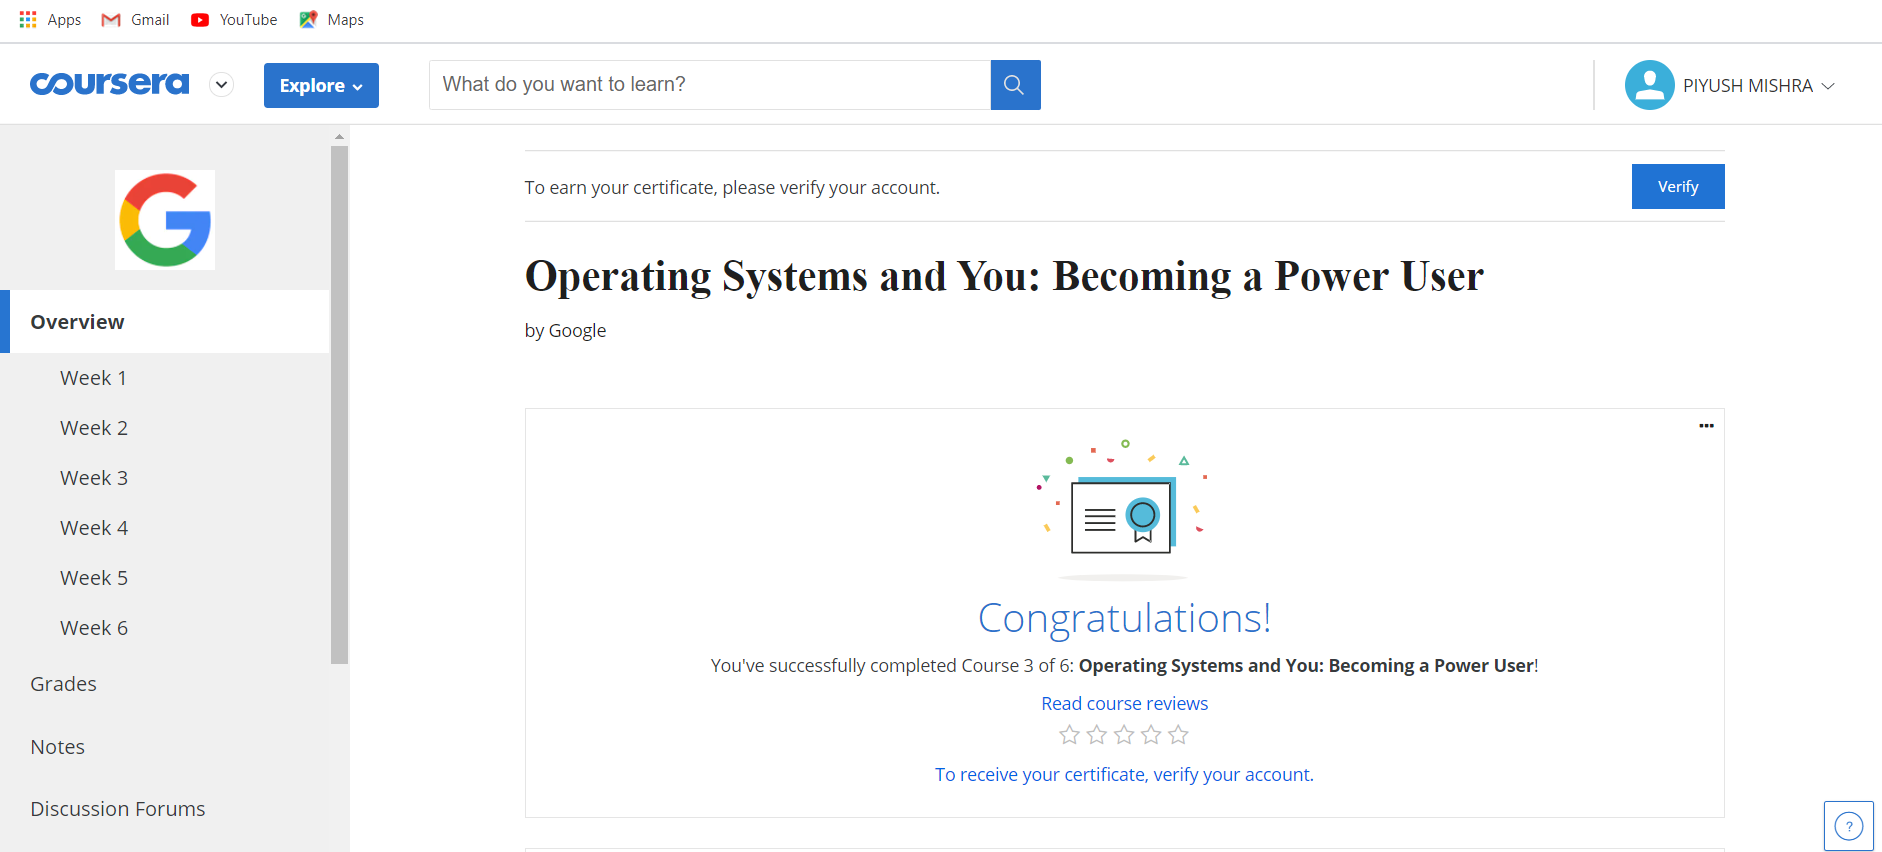 Apps Gmail YouTube Maps
coursera Explore What do you want to learn? PIYUSH MISHRA
To earn your certificate, please verify your account. Verify
Operating Systems and You: Becoming a Power User
by Google
Overview
Week 1
Week 2
Week 3
Week 4
Week 5
Week 6
Grades
Notes
Discussion Forums
Congratulations!
You've successfully completed Course 3 of 6: Operating Systems and You: Becoming a Power User!
Read course reviews
To receive your certificate, verify your account.
?